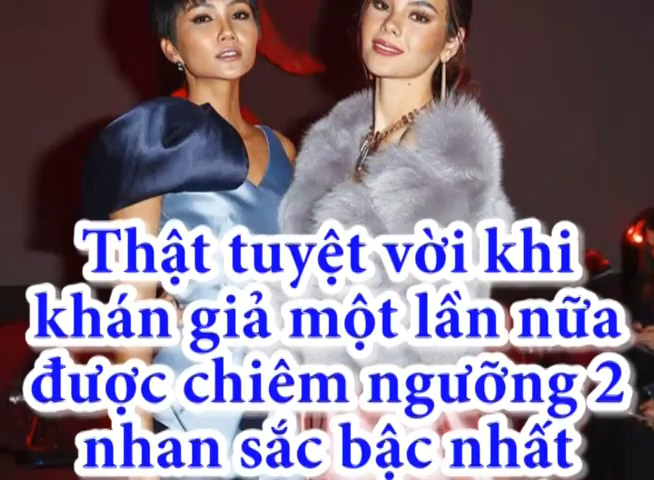 Thật tuyệt vời khi
khán giả một lần nữa
được chiêm ngưỡng 2
nhan sắc bậc nhất